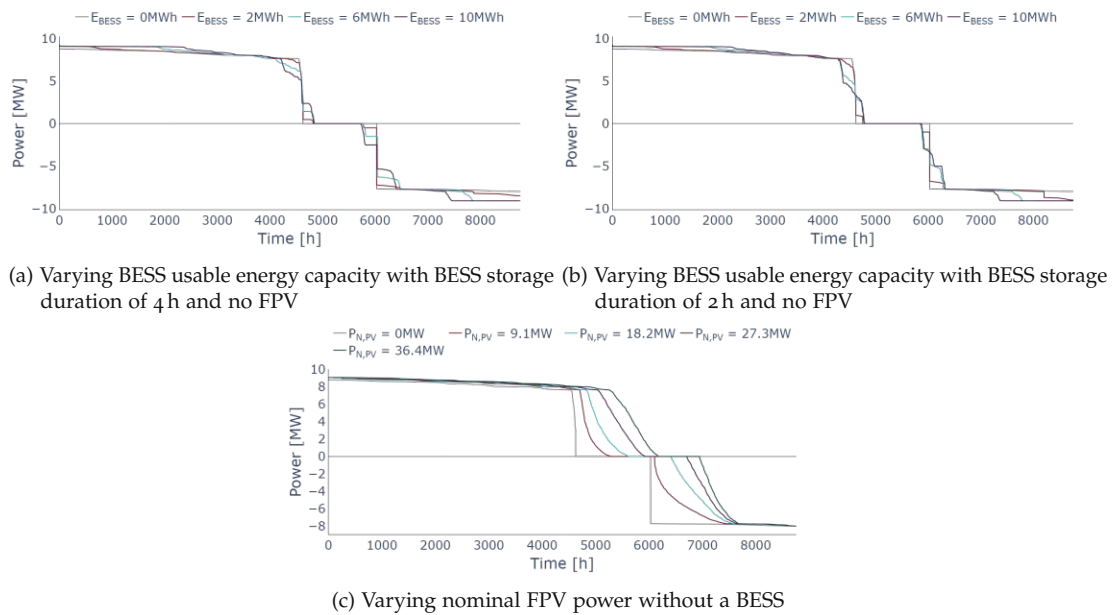 E_BESS = 0MWh E_BESS = 2MWh E_BESS = 6MWh E_BESS = 10MWh
10
5
0
−5
−10
Power [MW]
0 1000 2000 3000 4000 5000 6000 7000 8000
Time [h]
(a) Varying BESS usable energy capacity with BESS storage
duration of 4 h and no FPV
E_BESS = 0MWh E_BESS = 2MWh E_BESS = 6MWh E_BESS = 10MWh
10
5
0
−5
−10
Power [MW]
0 1000 2000 3000 4000 5000 6000 7000 8000
Time [h]
(b) Varying BESS usable energy capacity with BESS storage
duration of 2 h and no FPV
P_N,PV = 0MW P_N,PV = 9.1MW P_N,PV = 18.2MW P_N,PV = 27.3MW
P_N,PV = 36.4MW
10
8
6
4
2
0
−2
−4
−6
−8
Power [MW]
0 1000 2000 3000 4000 5000 6000 7000 8000
Time [h]
(c) Varying nominal FPV power without a BESS